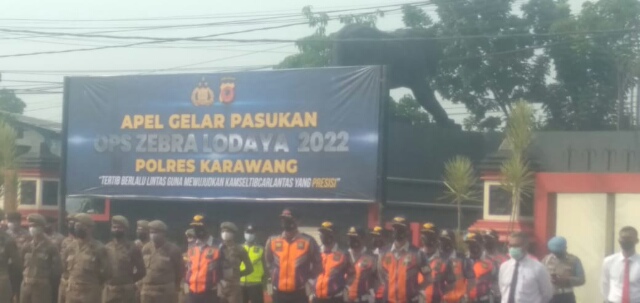 APEL GELAR PASUKAN
OPS ZEBRA LODAYA 2022
POLRES KARAWANG
"TERTIB BERLALU LINTAS GUNA MEWUJUDKAN KAMSELTIBCARLANTAS YANG PRESISI"